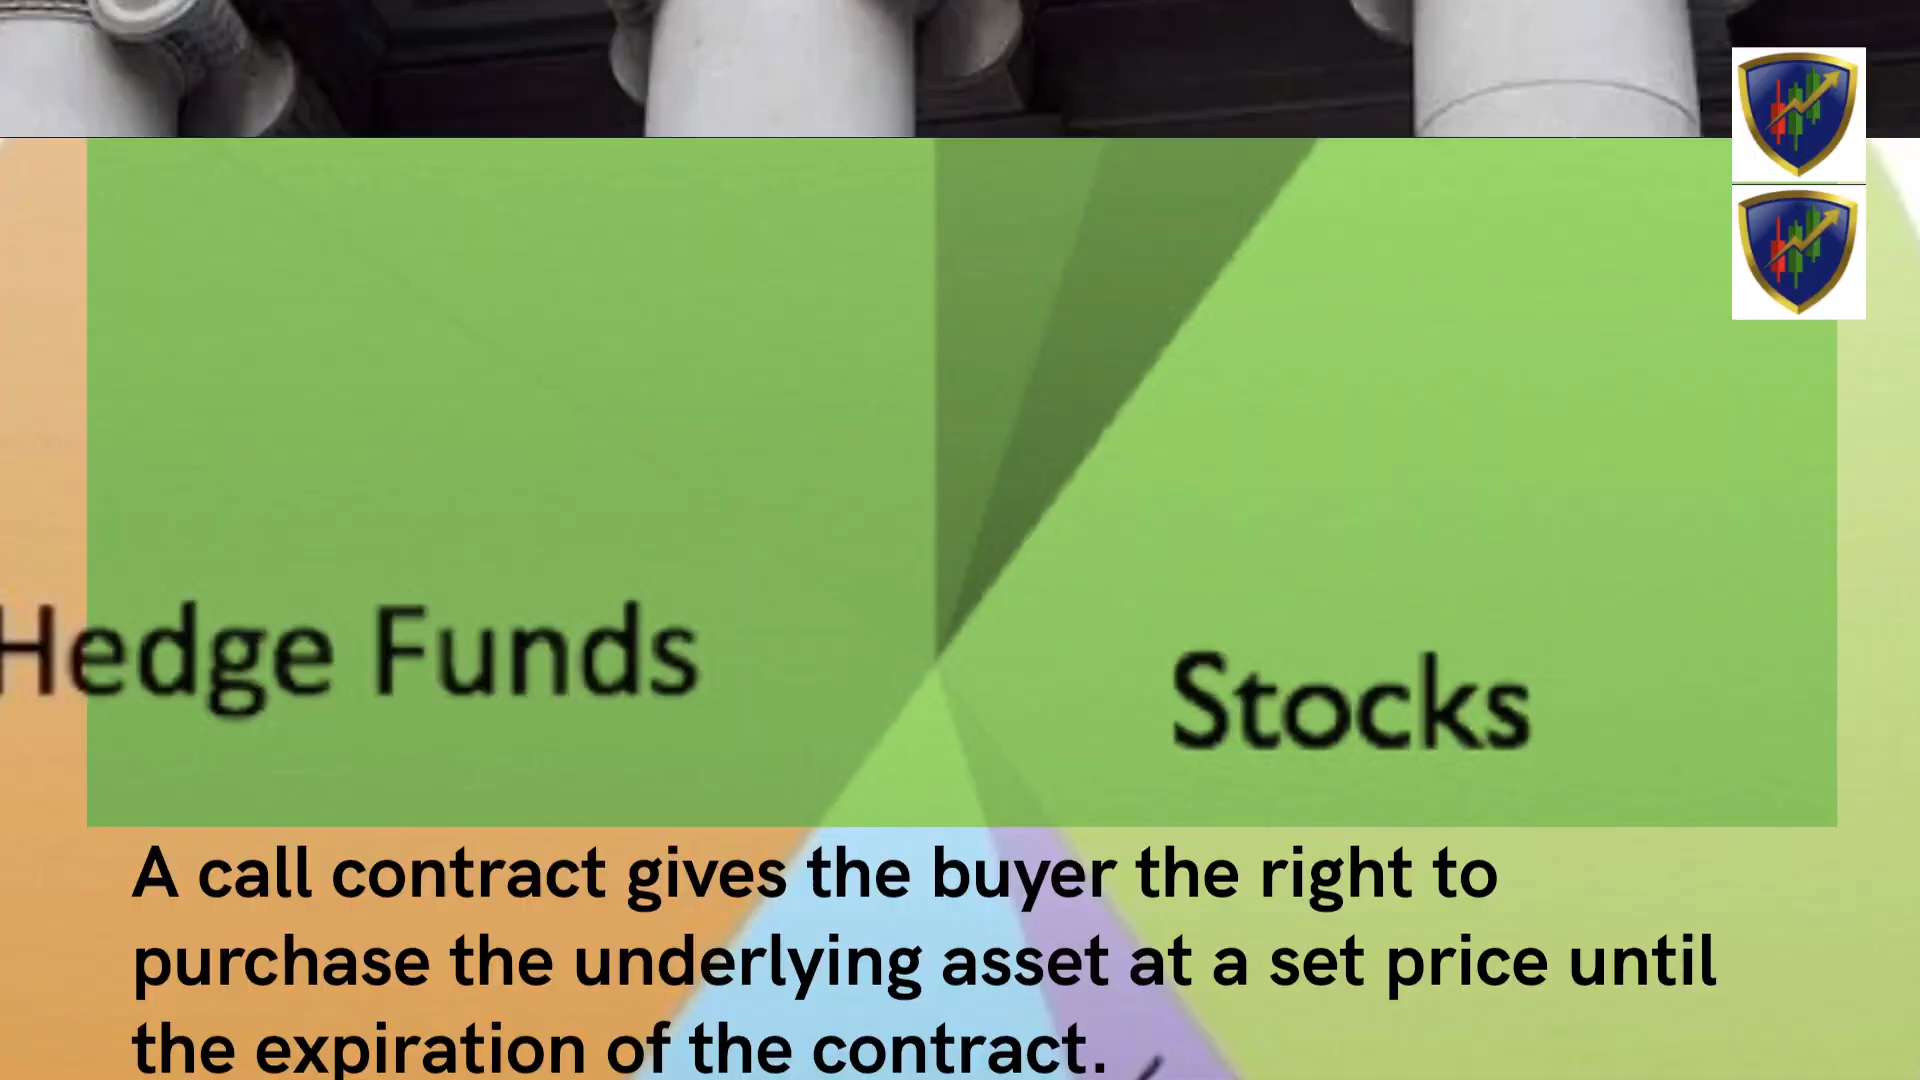 Hedge Funds
Stocks
A call contract gives the buyer the right to
purchase the underlying asset at a set price until
the expiration of the contract.